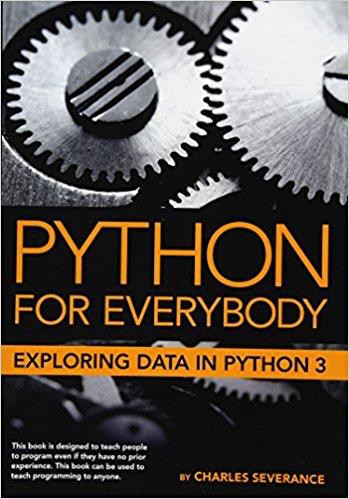 PYTHON
FOR EVERYBODY
EXPLORING DATA IN PYTHON 3
This book is designed to teach people
to program even if they have no prior
experience. This book can be used to
teach programming to anyone.
BY CHARLES SEVERANCE